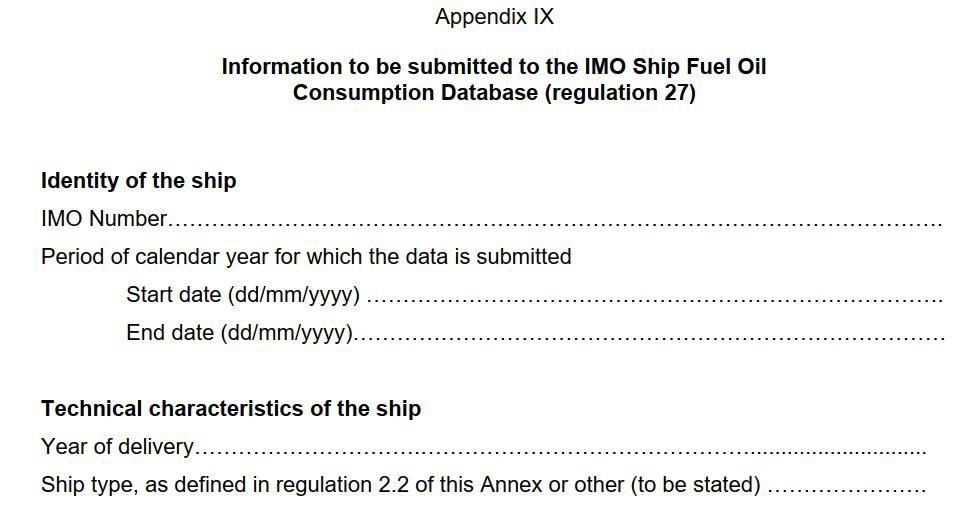 Appendix IX
Information to be submitted to the IMO Ship Fuel Oil
Consumption Database (regulation 27)
Identity of the ship
IMO Number……………………………………………………………………………………………….
Period of calendar year for which the data is submitted
Start date (dd/mm/yyyy) …………………………………………………………………….
End date (dd/mm/yyyy)………………………………………………………………………
Technical characteristics of the ship
Year of delivery…………………………………………………………………..............................
Ship type, as defined in regulation 2.2 of this Annex or other (to be stated) ………………….